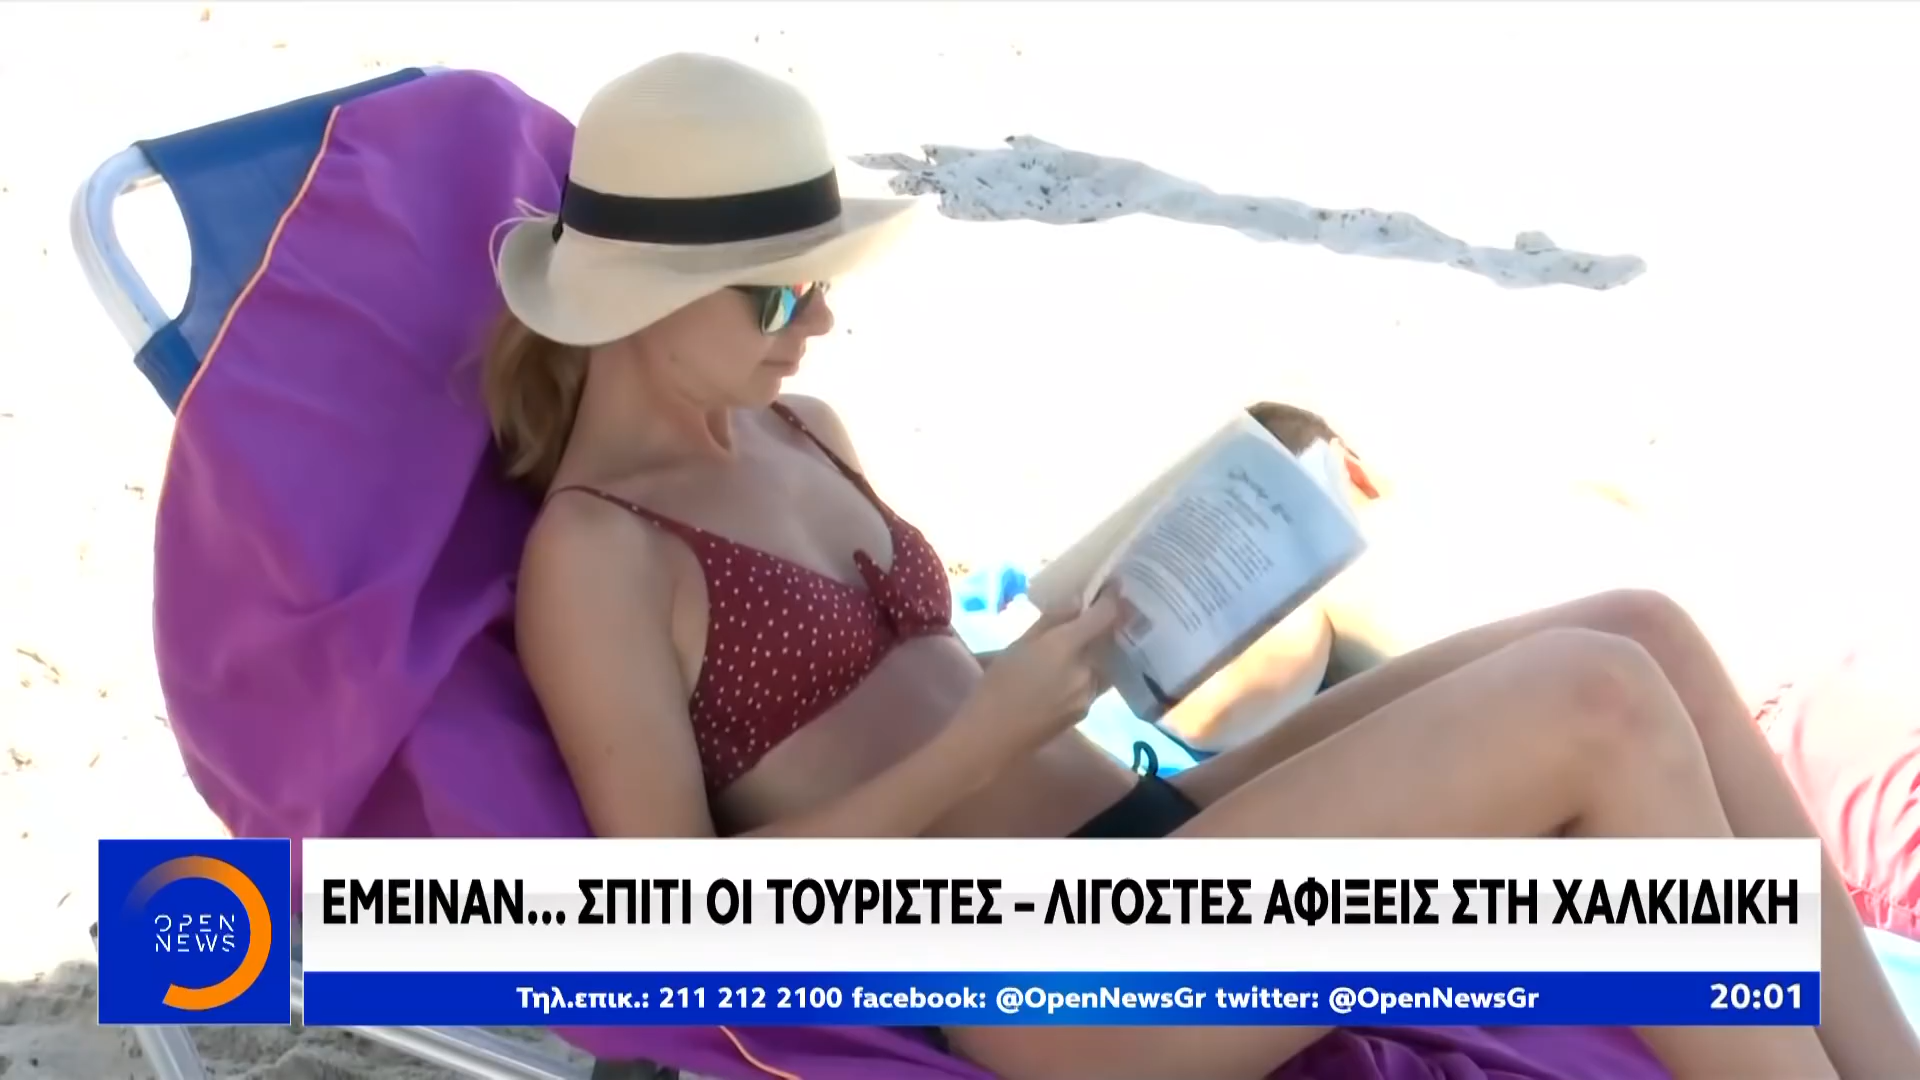 ΕΜΕΙΝΑΝ... ΣΠΙΤΙ ΟΙ ΤΟΥΡΙΣΤΕΣ – ΛΙΓΟΣΤΕΣ ΑΦΙΞΕΙΣ ΣΤΗ ΧΑΛΚΙΔΙΚΗ
OPEN
NEWS
Τηλ.επικ.: 211 212 2100 facebook: @OpenNewsGr twitter: @OpenNewsGr 20:01